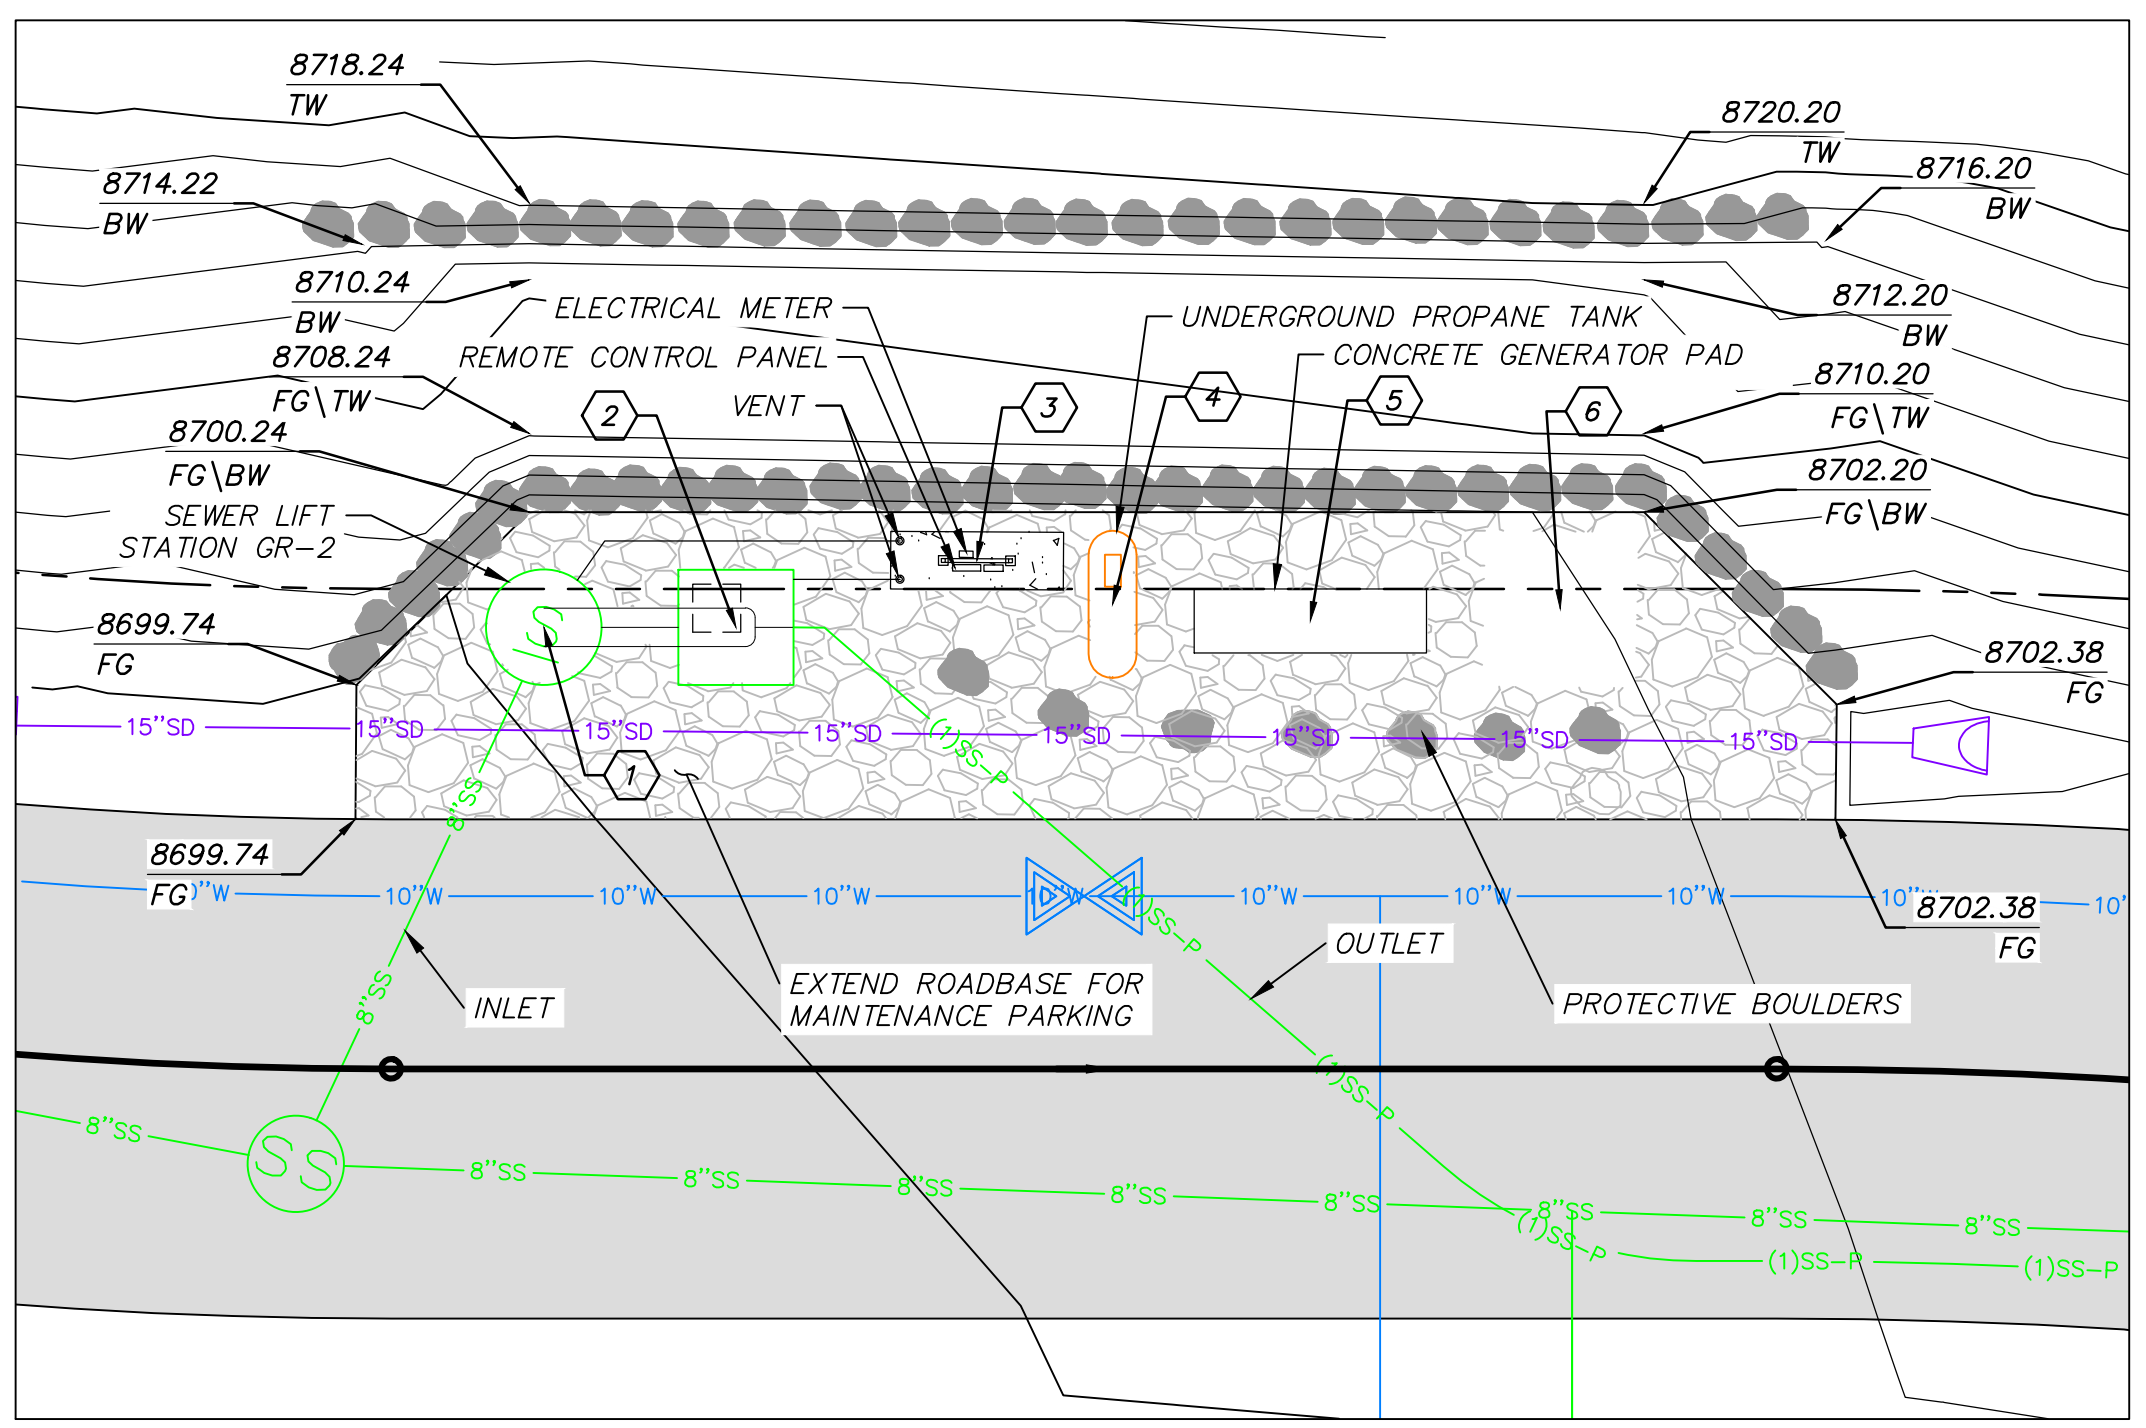 8718.24
TW
8720.20
TW
8714.22
BW
8716.20
BW
8710.24
BW
ELECTRICAL METER
UNDERGROUND PROPANE TANK
8712.20
BW
8708.24
FG\TW
REMOTE CONTROL PANEL
CONCRETE GENERATOR PAD
8710.20
FG\TW
VENT
2
3
4
5
6
8700.24
FG\BW
8702.20
FG\BW
SEWER LIFT
STATION GR-2
S
8699.74
FG
8702.38
FG
15"SD
15"SD
15"SD
15"SD
15"SD
15"SD
15"SD
15"SD
(1)SS-P
1
8"SS
8699.74
FG
10"W
10"W
10"W
10"W
10"W
10"W
10"W
10"W
10"W
10"
(1)SS-P
8702.38
FG
OUTLET
8"SS
INLET
EXTEND ROADBASE FOR
MAINTENANCE PARKING
PROTECTIVE BOULDERS
(1)SS-P
8"SS
SS
8"SS
8"SS
8"SS
8"SS
8"SS
8"SS
8"SS
8"SS
(1)SS-P
(1)SS-P
(1)SS-P